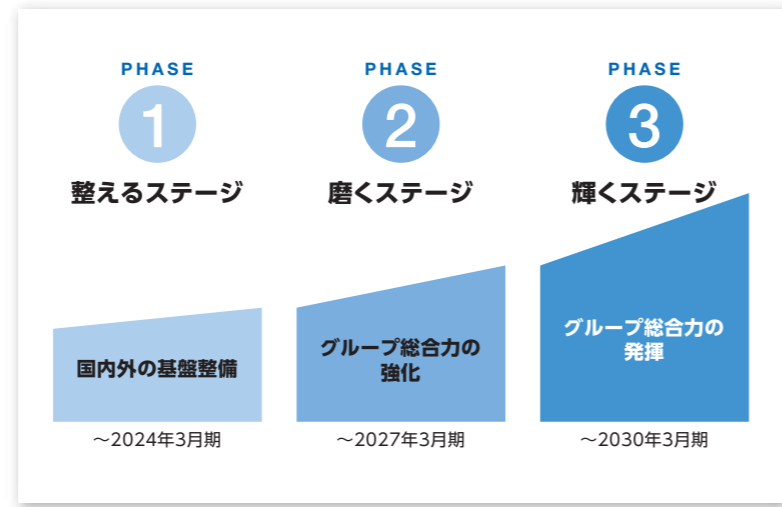 PHASE
1
整えるステージ
国内外の基盤整備
～2024年3月期
PHASE
2
磨くステージ
グループ総合力の
強化
～2027年3月期
PHASE
3
輝くステージ
グループ総合力の
発揮
～2030年3月期